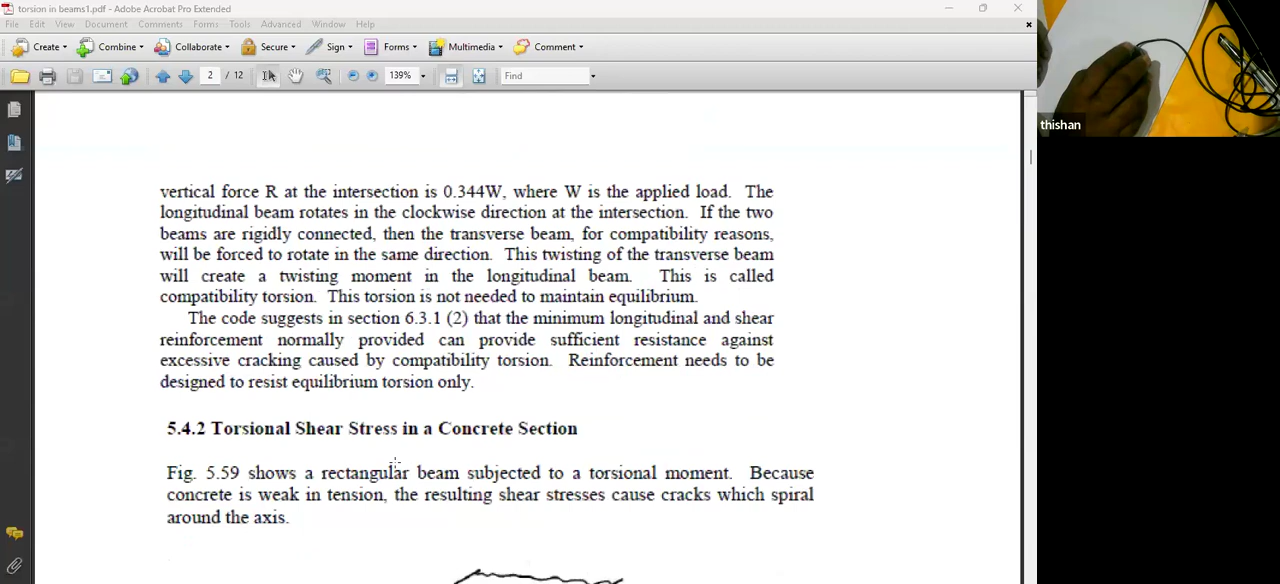 torsion in beams1.pdf - Adobe Acrobat Pro Extended
File Edit View Document Comments Forms Tools Advanced Window Help
Create Combine Collaborate Secure Sign Forms Multimedia Comment
2 / 12 139% Find
thishan
vertical force R at the intersection is 0.344W, where W is the applied load. The
longitudinal beam rotates in the clockwise direction at the intersection. If the two
beams are rigidly connected, then the transverse beam, for compatibility reasons,
will be forced to rotate in the same direction. This twisting of the transverse beam
will create a twisting moment in the longitudinal beam. This is called
compatibility torsion. This torsion is not needed to maintain equilibrium.
The code suggests in section 6.3.1 (2) that the minimum longitudinal and shear
reinforcement normally provided can provide sufficient resistance against
excessive cracking caused by compatibility torsion. Reinforcement needs to be
designed to resist equilibrium torsion only.
5.4.2 Torsional Shear Stress in a Concrete Section
Fig. 5.59 shows a rectangular beam subjected to a torsional moment. Because
concrete is weak in tension, the resulting shear stresses cause cracks which spiral
around the axis.